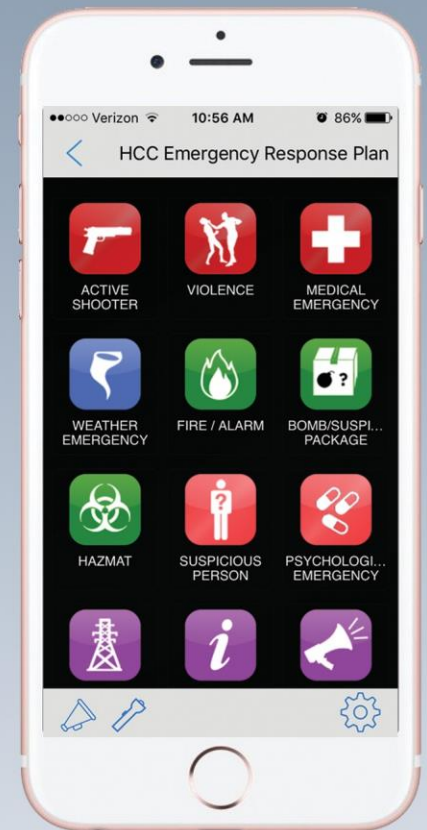 Verizon 10:56 AM 86%
HCC Emergency Response Plan
ACTIVE SHOOTER
VIOLENCE
MEDICAL EMERGENCY
WEATHER EMERGENCY
FIRE / ALARM
?
BOMB/SUSPI... PACKAGE
HAZMAT
?
SUSPICIOUS PERSON
PSYCHOLOGI... EMERGENCY
i